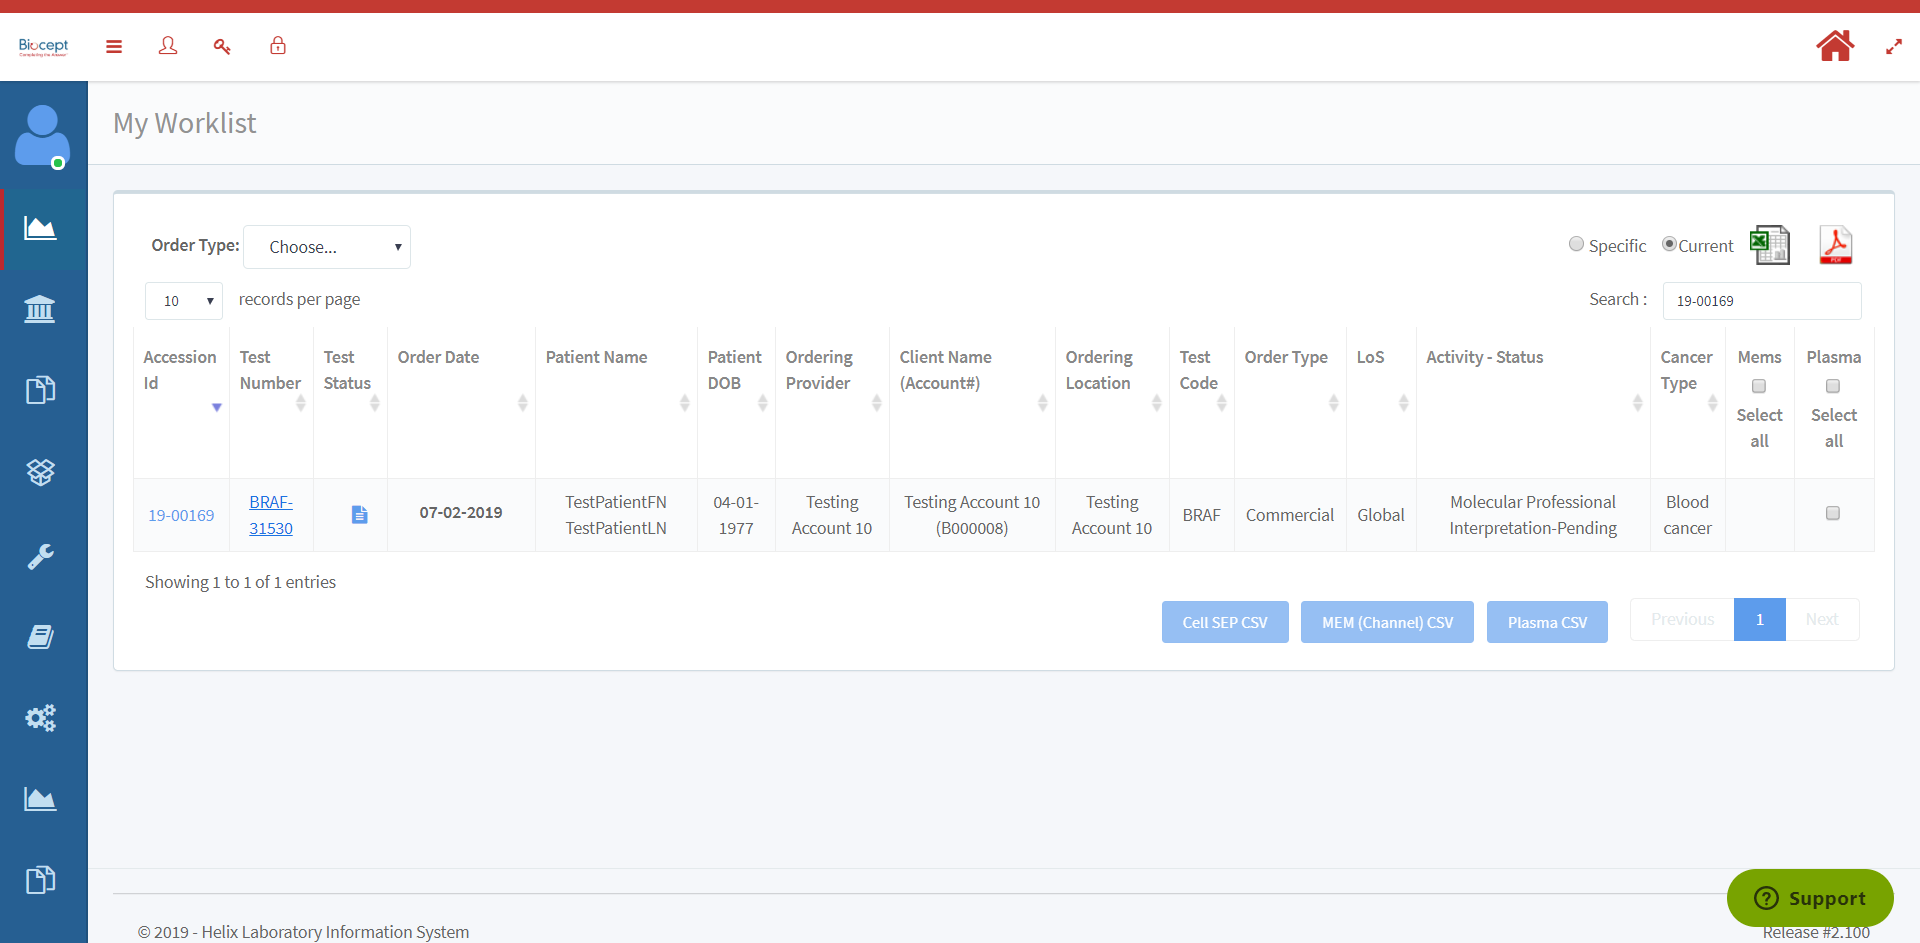 Biocept
My Worklist
Order Type: Choose...
Specific Current
PDF
10 records per page
Search : 19-00169
Accession Id
Test Number
Test Status
Order Date
Patient Name
Patient DOB
Ordering Provider
Client Name (Account#)
Ordering Location
Test Code
Order Type
LoS
Activity - Status
Cancer Type
Mems Select all
Plasma Select all
19-00169
BRAF-
31530
07-02-2019
TestPatientFN
TestPatientLN
04-01-
1977
Testing
Account 10
Testing Account 10
(B000008)
Testing
Account 10
BRAF
Commercial
Global
Molecular Professional
Interpretation-Pending
Blood
cancer
Showing 1 to 1 of 1 entries
Cell SEP CSV
MEM (Channel) CSV
Plasma CSV
Previous 1 Next
Support
© 2019 - Helix Laboratory Information System
Release #2.100